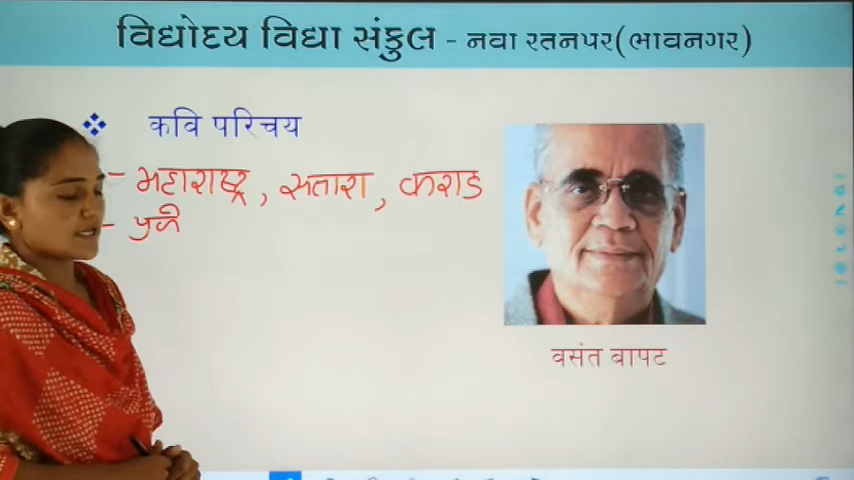 વિદ્યોદય વિદ્યા સંકુલ - નવા રતનપર(ભાવનગર)
❖ कवि परिचय
- महाराष्ट्र, सतारा, कराड
- पुणे
वसंत बापट